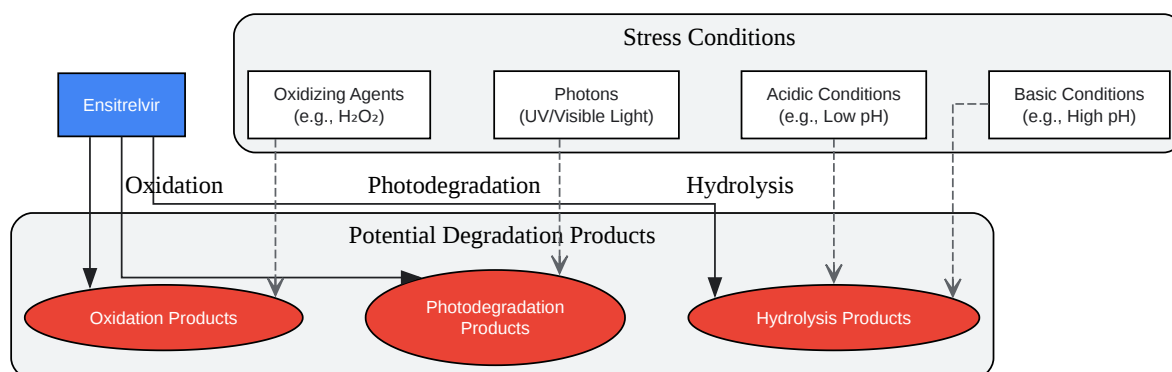 Stress Conditions
Ensitrelvir
Oxidizing Agents
(e.g., H₂O₂)
Photons
(UV/Visible Light)
Acidic Conditions
(e.g., Low pH)
Basic Conditions
(e.g., High pH)
Oxidation
Photodegradation
Hydrolysis
Potential Degradation Products
Oxidation Products
Photodegradation
Products
Hydrolysis Products